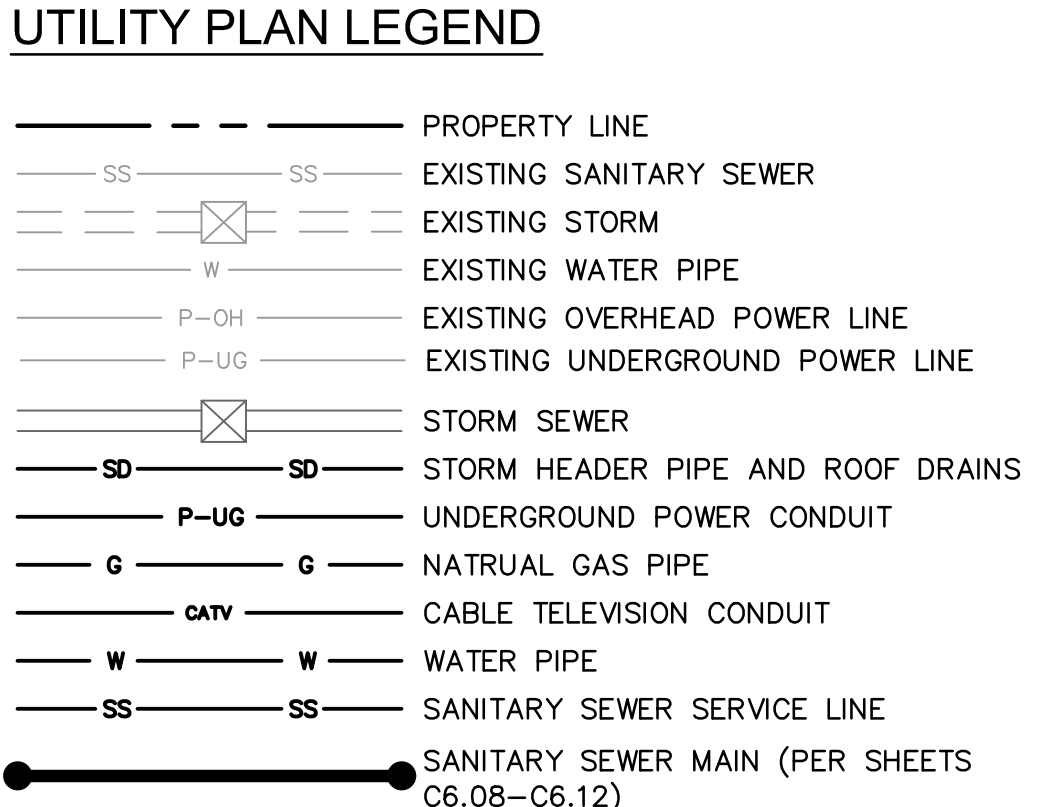 UTILITY PLAN LEGEND
PROPERTY LINE
SS SS EXISTING SANITARY SEWER
EXISTING STORM
W EXISTING WATER PIPE
P-OH EXISTING OVERHEAD POWER LINE
P-UG EXISTING UNDERGROUND POWER LINE
STORM SEWER
SD SD STORM HEADER PIPE AND ROOF DRAINS
P-UG UNDERGROUND POWER CONDUIT
G G NATRUAL GAS PIPE
CATV CABLE TELEVISION CONDUIT
W W WATER PIPE
SS SS SANITARY SEWER SERVICE LINE
SANITARY SEWER MAIN (PER SHEETS
C6.08-C6.12)